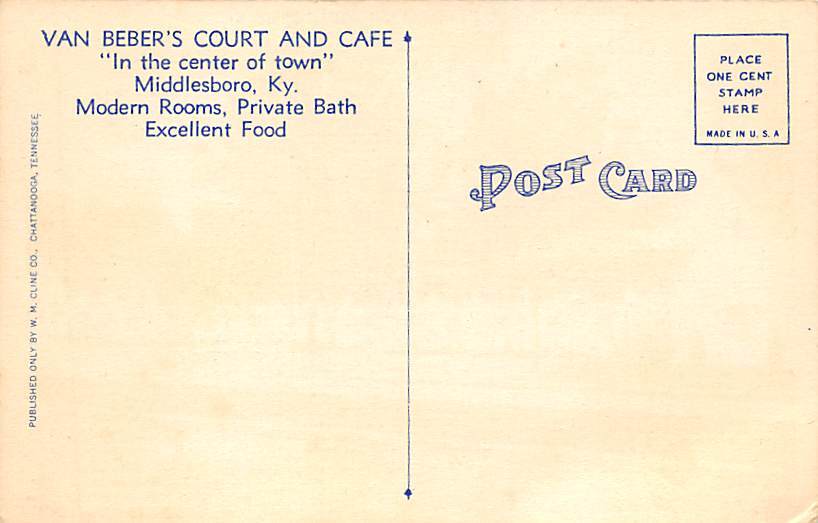 VAN BEBER'S COURT AND CAFE
"In the center of town"
Middlesboro, Ky.
Modern Rooms, Private Bath
Excellent Food
PUBLISHED ONLY BY W. M. CLINE CO., CHATTANOOGA, TENNESSEE
PLACE
ONE CENT
STAMP
HERE
MADE IN U. S. A
POST CARD